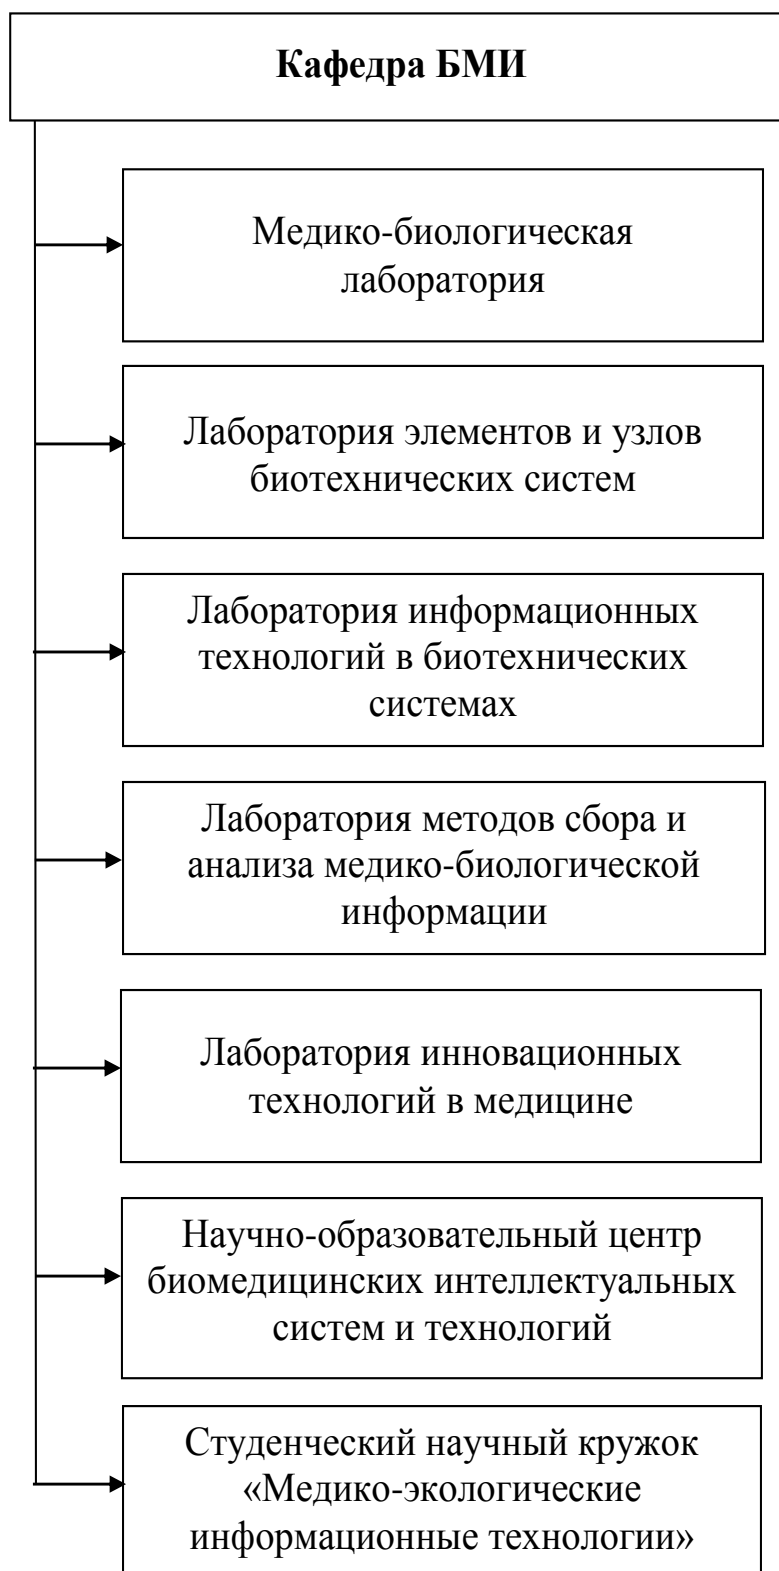 Кафедра БМИ
Медико-биологическая
лаборатория
Лаборатория элементов и узлов
биотехнических систем
Лаборатория информационных
технологий в биотехнических
системах
Лаборатория методов сбора и
анализа медико-биологической
информации
Лаборатория инновационных
технологий в медицине
Научно-образовательный центр
биомедицинских интеллектуальных
систем и технологий
Студенческий научный кружок
«Медико-экологические
информационные технологии»